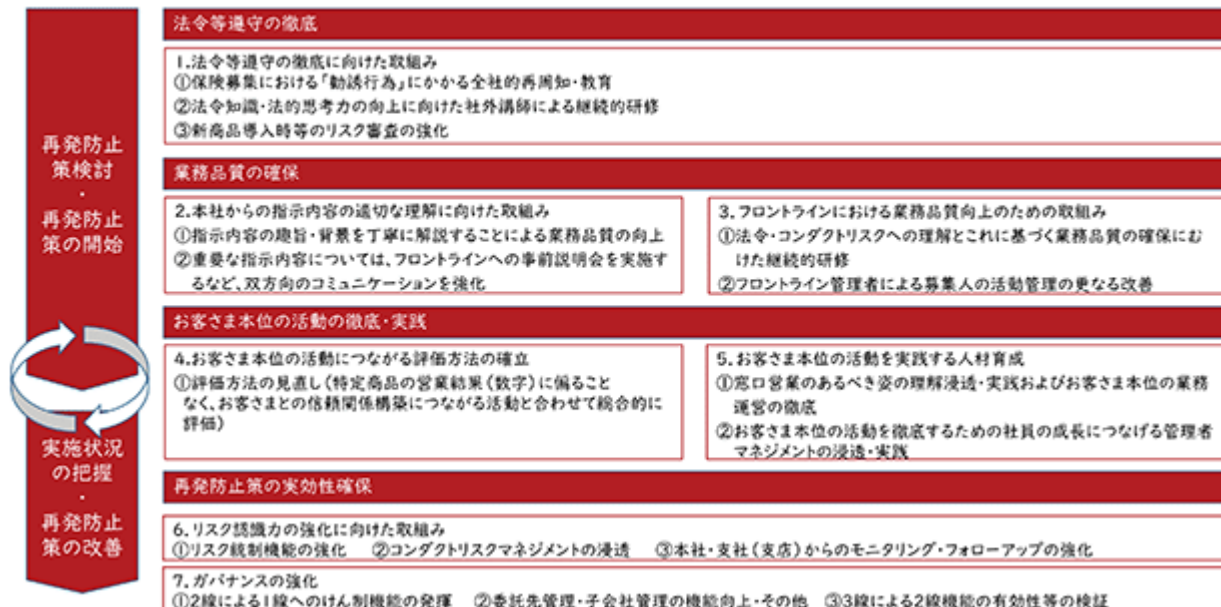 再発防止
策検討
・
再発防止
策の開始
実施状況
の把握
・
再発防止
策の改善
法令等遵守の徹底
1.法令等遵守の徹底に向けた取組み
①保険募集における「勧誘行為」にかかる全社的再周知・教育
②法令知識・法的思考力の向上に向けた社外講師による継続的研修
③新商品導入時等のリスク審査の強化
業務品質の確保
2.本社からの指示内容の適切な理解に向けた取組み
①指示内容の趣旨・背景を丁寧に解説することによる業務品質の向上
②重要な指示内容については、フロントラインへの事前説明会を実施す
るなど、双方向のコミュニケーションを強化
3.フロントラインにおける業務品質向上のための取組み
①法令・コンダクトリスクへの理解とこれに基づく業務品質の確保にむ
けた継続的研修
②フロントライン管理者による募集人の活動管理の更なる改善
お客さま本位の活動の徹底・実践
4.お客さま本位の活動につながる評価方法の確立
①評価方法の見直し(特定商品の営業結果(数字)に偏ること
なく、お客さまとの信頼関係構築につながる活動と合わせて総合的に
評価)
5.お客さま本位の活動を実践する人材育成
①窓口営業のあるべき姿の理解浸透・実践およびお客さま本位の業務
運営の徹底
②お客さま本位の活動を徹底するための社員の成長につなげる管理者
マネジメントの浸透・実践
再発防止策の実効性確保
6.リスク認識力の強化に向けた取組み
①リスク統制機能の強化 ②コンダクトリスクマネジメントの浸透 ③本社・支社(支店)からのモニタリング・フォローアップの強化
7.ガバナンスの強化
①2線による1線へのけん制機能の発揮 ②委託先管理・子会社管理の機能向上・その他 ③3線による2線機能の有効性等の検証